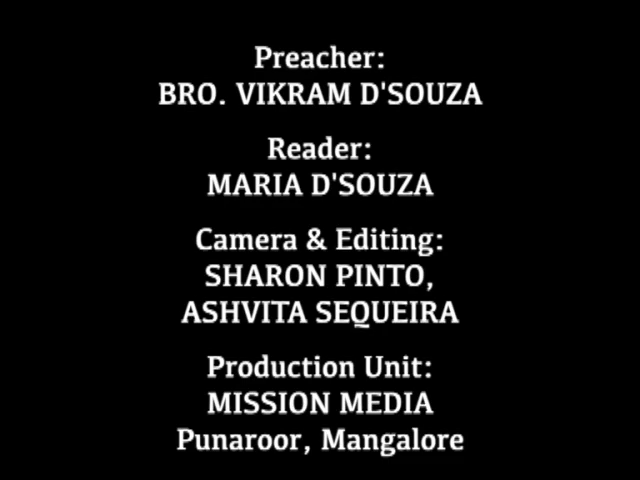 Preacher:
BRO. VIKRAM D'SOUZA
Reader:
MARIA D'SOUZA
Camera & Editing:
SHARON PINTO,
ASHVITA SEQUEIRA
Production Unit:
MISSION MEDIA
Punaroor, Mangalore